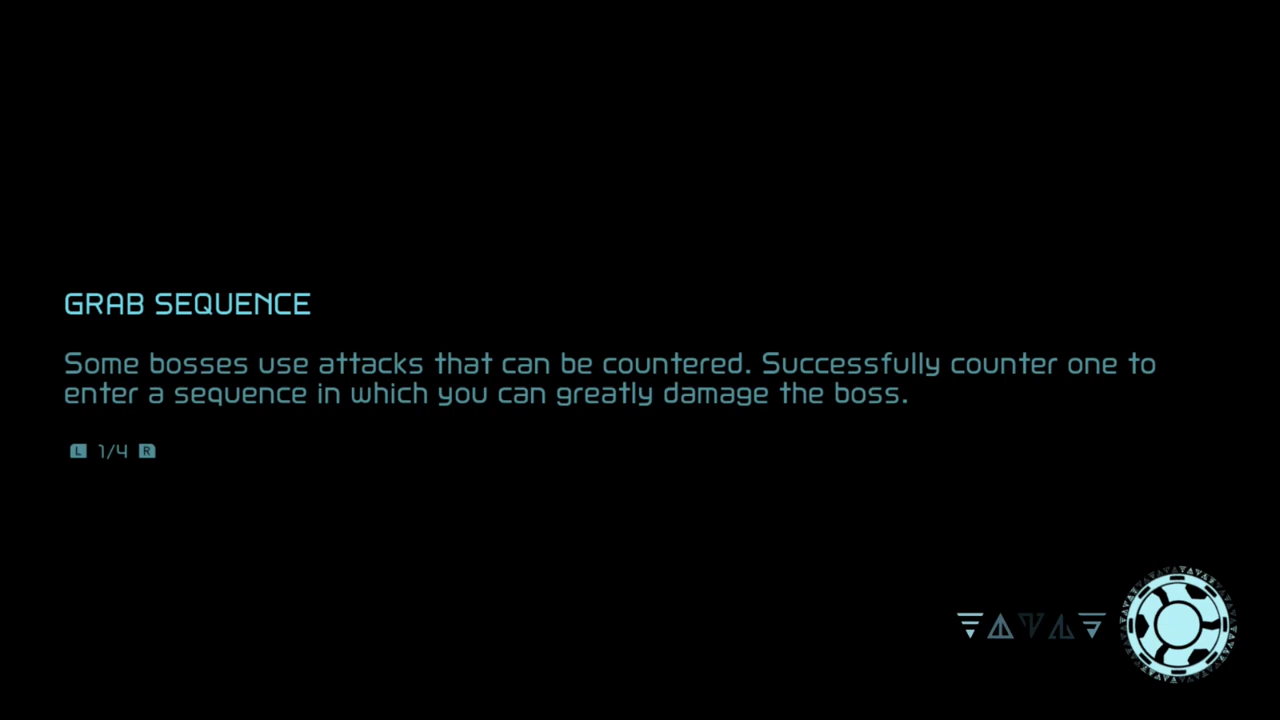 GRAB SEQUENCE
Some bosses use attacks that can be countered. Successfully counter one to
enter a sequence in which you can greatly damage the boss.
L 1/4 R